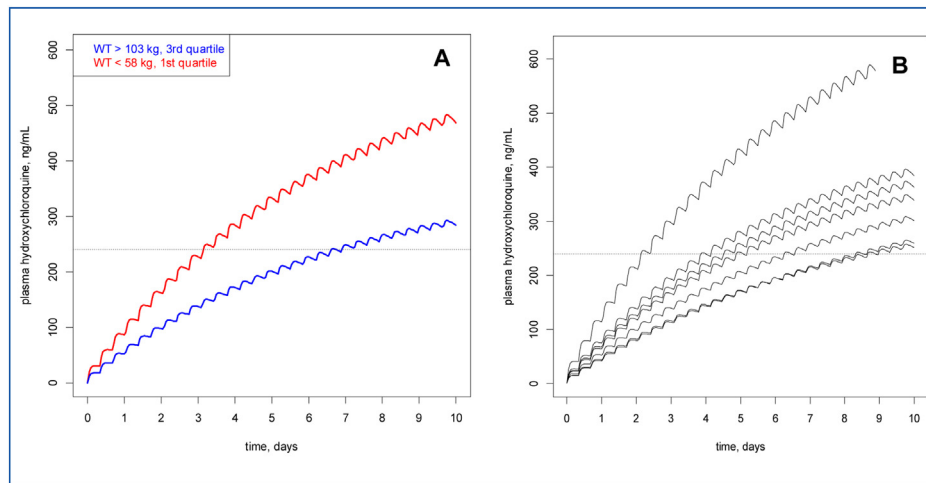 WT > 103 kg, 3rd quartile
WT < 58 kg, 1st quartile
A
plasma hydroxychloroquine, ng/mL
600
500
400
300
200
100
0
0 1 2 3 4 5 6 7 8 9 10
time, days
B
plasma hydroxychloroquine, ng/mL
600
500
400
300
200
100
0
0 1 2 3 4 5 6 7 8 9 10
time, days